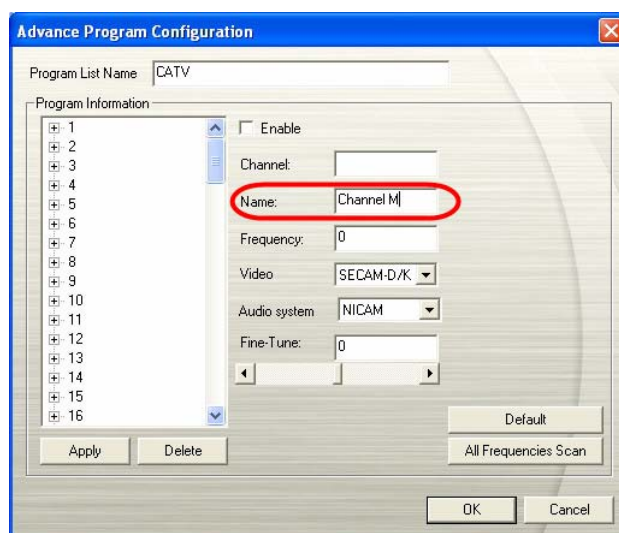 Advance Program Configuration
Program List Name CATV
Program Information
1
2
3
4
5
6
7
8
9
10
11
12
13
14
15
16
Enable
Channel:
Name: Channel M
Frequency: 0
Video SECAM-D/K
Audio system NICAM
Fine-Tune: 0
Default
Apply Delete All Frequencies Scan
OK Cancel